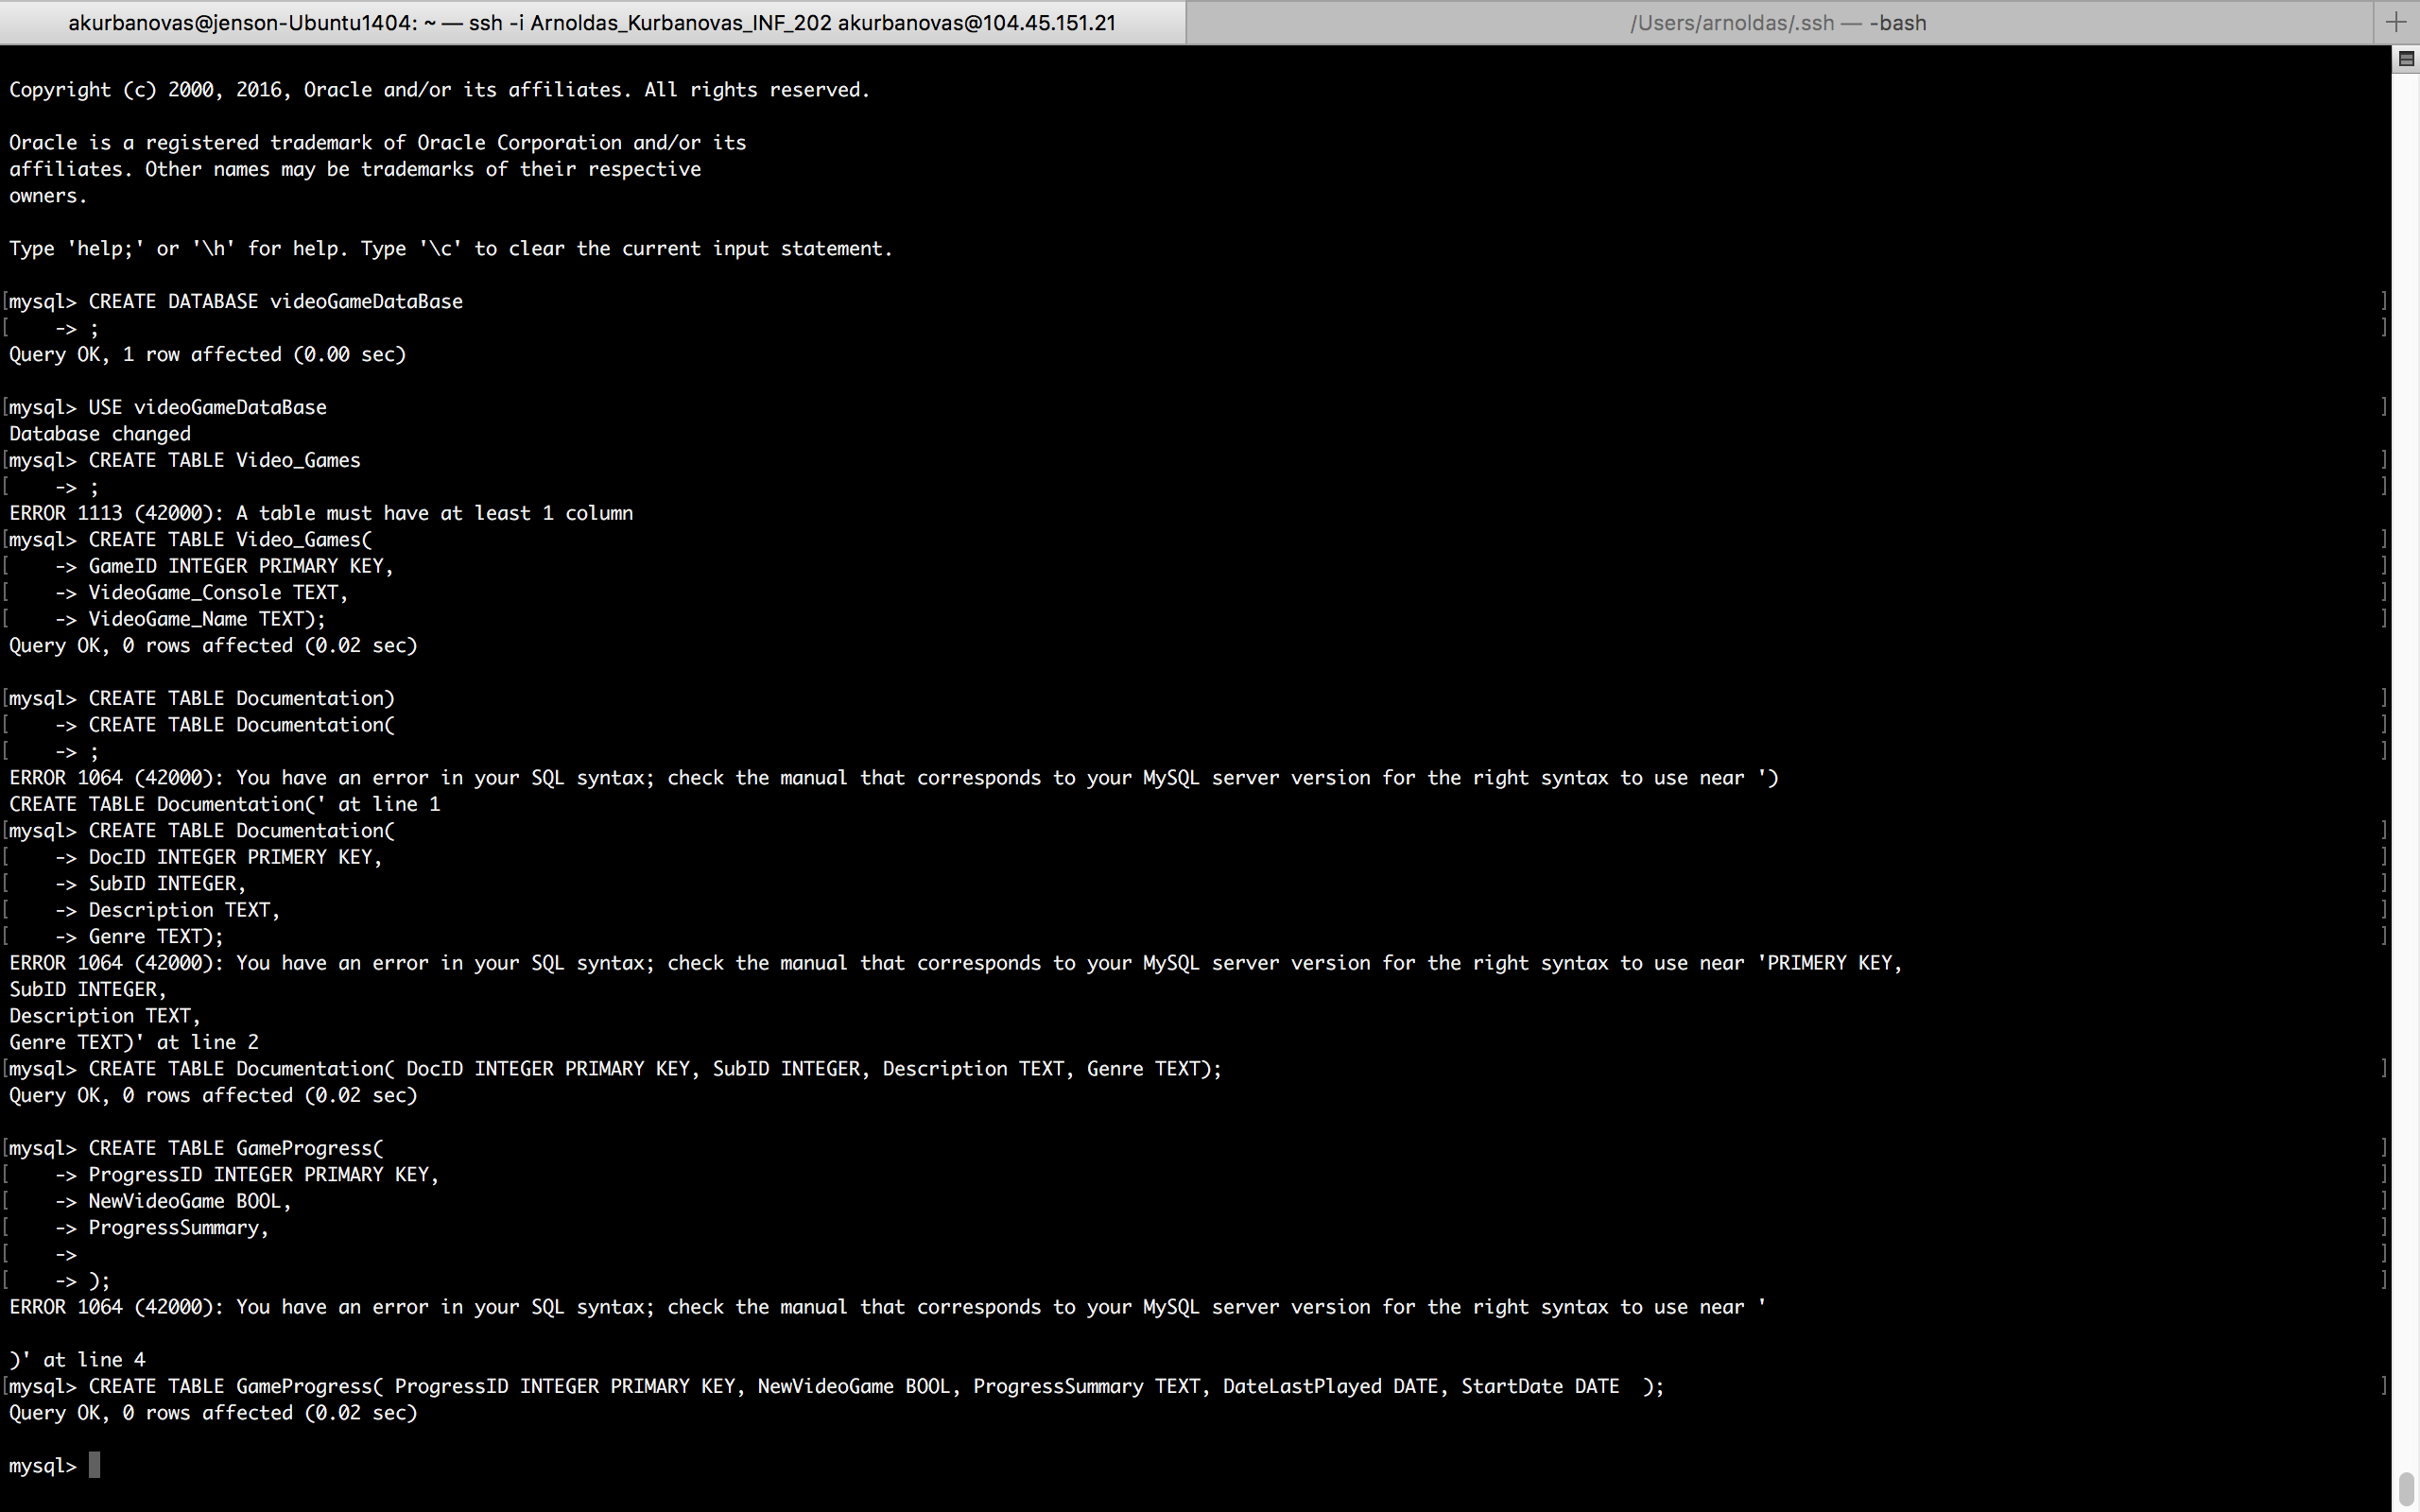 akurbanovas@jenson-Ubuntu1404: ~ — ssh -i Arnoldas_Kurbanovas_INF_202 akurbanovas@104.45.151.21
/Users/arnoldas/.ssh — -bash
Copyright (c) 2000, 2016, Oracle and/or its affiliates. All rights reserved.
Oracle is a registered trademark of Oracle Corporation and/or its
affiliates. Other names may be trademarks of their respective
owners.
Type 'help;' or '\h' for help. Type '\c' to clear the current input statement.
[mysql> CREATE DATABASE videoGameDataBase ]
[    -> ; ]
Query OK, 1 row affected (0.00 sec)
[mysql> USE videoGameDataBase ]
Database changed
[mysql> CREATE TABLE Video_Games ]
[    -> ; ]
ERROR 1113 (42000): A table must have at least 1 column
[mysql> CREATE TABLE Video_Games( ]
[    -> GameID INTEGER PRIMARY KEY, ]
[    -> VideoGame_Console TEXT, ]
[    -> VideoGame_Name TEXT); ]
Query OK, 0 rows affected (0.02 sec)
[mysql> CREATE TABLE Documentation) ]
[    -> CREATE TABLE Documentation( ]
[    -> ; ]
ERROR 1064 (42000): You have an error in your SQL syntax; check the manual that corresponds to your MySQL server version for the right syntax to use near ')
CREATE TABLE Documentation(' at line 1
[mysql> CREATE TABLE Documentation( ]
[    -> DocID INTEGER PRIMERY KEY, ]
[    -> SubID INTEGER, ]
[    -> Description TEXT, ]
[    -> Genre TEXT); ]
ERROR 1064 (42000): You have an error in your SQL syntax; check the manual that corresponds to your MySQL server version for the right syntax to use near 'PRIMERY KEY,
SubID INTEGER,
Description TEXT,
Genre TEXT)' at line 2
[mysql> CREATE TABLE Documentation( DocID INTEGER PRIMARY KEY, SubID INTEGER, Description TEXT, Genre TEXT); ]
Query OK, 0 rows affected (0.02 sec)
[mysql> CREATE TABLE GameProgress( ]
[    -> ProgressID INTEGER PRIMARY KEY, ]
[    -> NewVideoGame BOOL, ]
[    -> ProgressSummary, ]
[    -> ]
[    -> ); ]
ERROR 1064 (42000): You have an error in your SQL syntax; check the manual that corresponds to your MySQL server version for the right syntax to use near '
)' at line 4
[mysql> CREATE TABLE GameProgress( ProgressID INTEGER PRIMARY KEY, NewVideoGame BOOL, ProgressSummary TEXT, DateLastPlayed DATE, StartDate DATE  ); ]
Query OK, 0 rows affected (0.02 sec)
mysql>